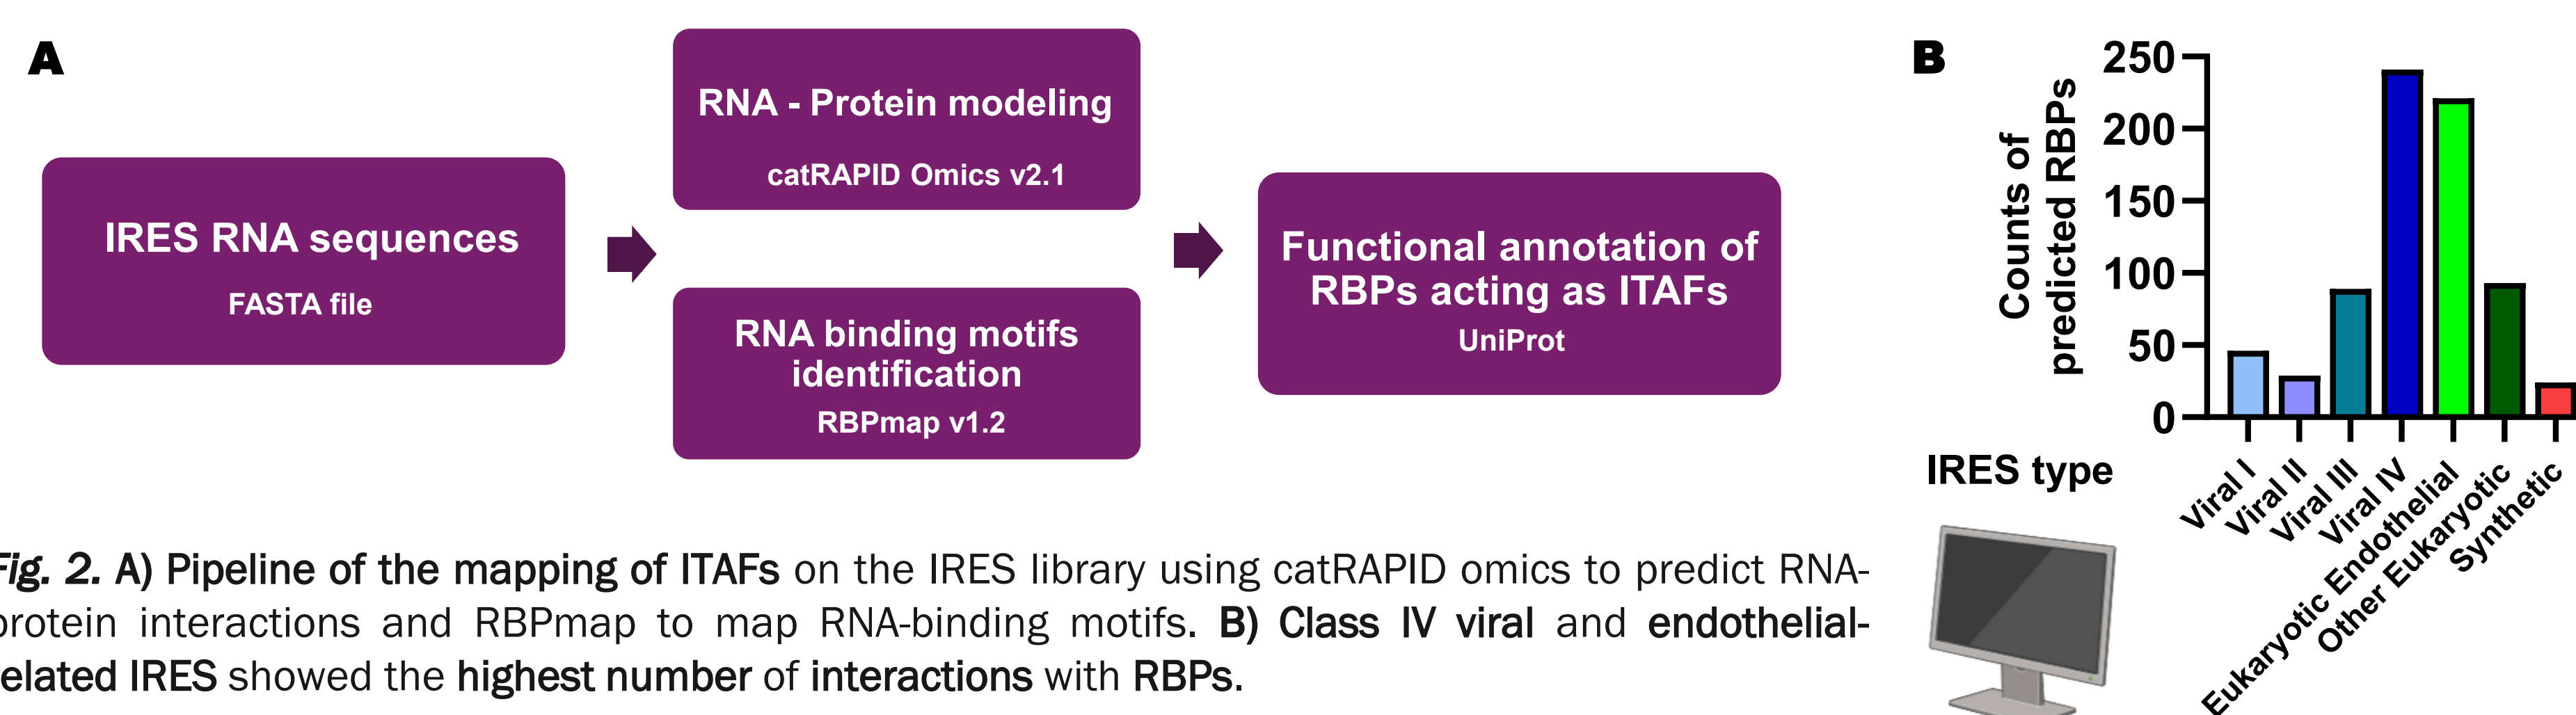 A
RNA - Protein modeling
catRAPID Omics v2.1
IRES RNA sequences
FASTA file
RNA binding motifs
identification
RBPmap v1.2
Functional annotation of
RBPs acting as ITAFs
UniProt
B
Counts of
predicted RBPs
250
200
150
100
50
0
IRES type
Viral I
Viral II
Viral III
Viral IV
Eukaryotic Endothelial
Other Eukaryotic
Synthetic
Fig. 2. A) Pipeline of the mapping of ITAFs on the IRES library using catRAPID omics to predict RNA-
protein interactions and RBPmap to map RNA-binding motifs. B) Class IV viral and endothelial-
elated IRES showed the highest number of interactions with RBPs.